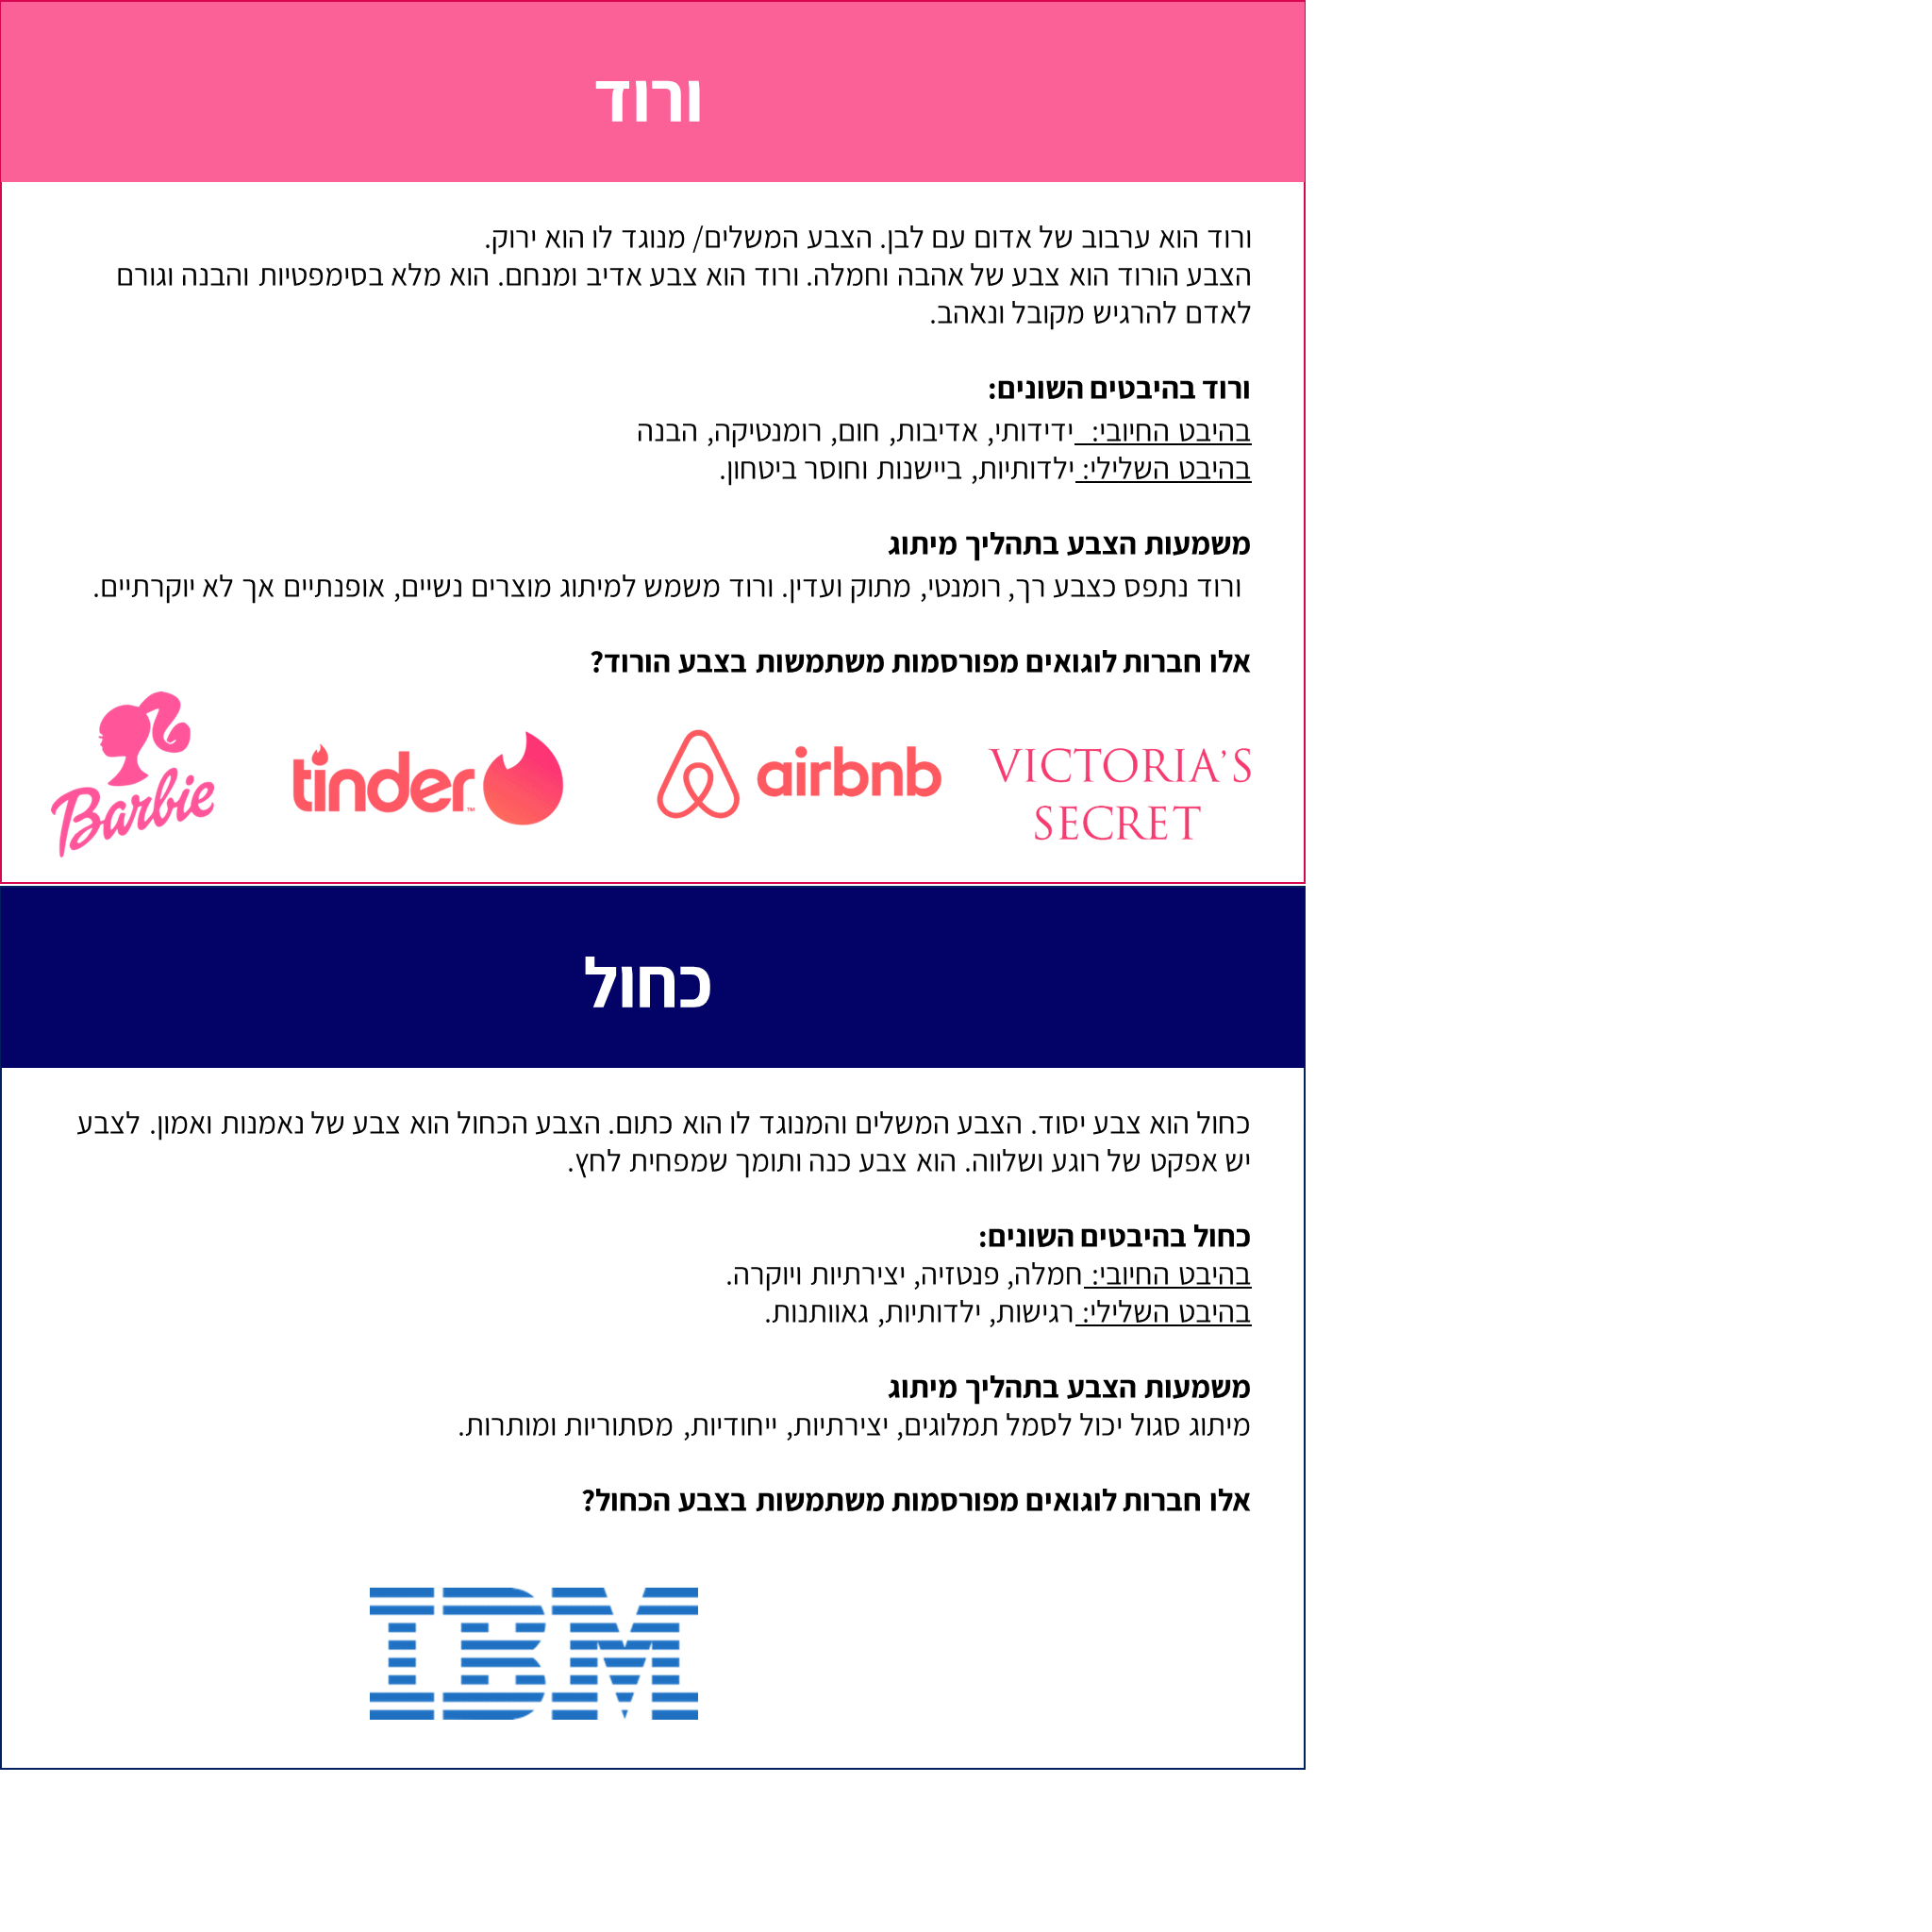 ורוד
ורוד הוא ערבוב של אדום עם לבן. הצבע המשלים/ מנוגד לו הוא ירוק.
הצבע הורוד הוא צבע של אהבה וחמלה. ורוד הוא צבע אדיב ומנחם. הוא מלא בסימפטיות והבנה וגורם
לאדם להרגיש מקובל ונאהב.
ורוד בהיבטים השונים:
בהיבט החיובי: ידידותי, אדיבות, חום, רומנטיקה, הבנה
בהיבט השלילי: ילדותיות, ביישנות וחוסר ביטחון.
משמעות הצבע בתהליך מיתוג
ורוד נתפס כצבע רך, רומנטי, מתוק ועדין. ורוד משמש למיתוג מוצרים נשיים, אופנתיים אך לא יוקרתיים.
אלו חברות לוגואים מפורסמות משתמשות בצבע הורוד?
VICTORIA'S
SECRET
airbnb
tinder™
Barbie
כחול
כחול הוא צבע יסוד. הצבע המשלים והמנוגד לו הוא כתום. הצבע הכחול הוא צבע של נאמנות ואמון. לצבע
יש אפקט של רוגע ושלווה. הוא צבע כנה ותומך שמפחית לחץ.
כחול בהיבטים השונים:
בהיבט החיובי: חמלה, פנטזיה, יצירתיות ויוקרה.
בהיבט השלילי: רגישות, ילדותיות, גאוותנות.
משמעות הצבע בתהליך מיתוג
מיתוג סגול יכול לסמל תמלוגים, יצירתיות, ייחודיות, מסתוריות ומותרות.
אלו חברות לוגואים מפורסמות משתמשות בצבע הכחול?
IBM